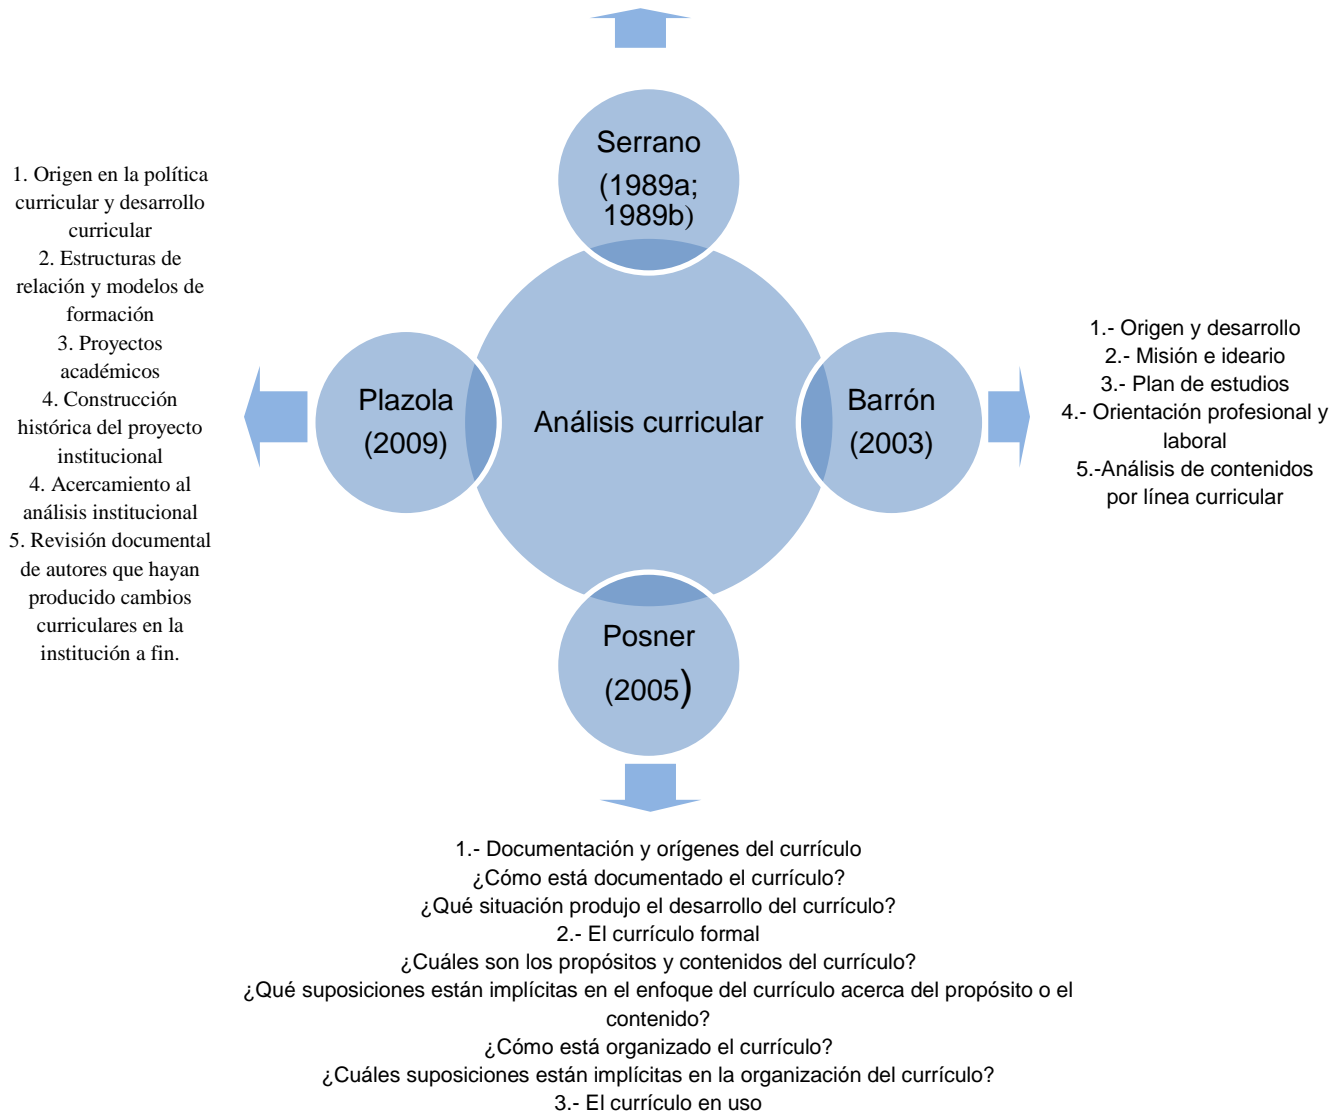 Serrano
(1989a;
1989b)
1. Origen en la política
curricular y desarrollo
curricular
2. Estructuras de
relación y modelos de
formación
3. Proyectos
académicos
4. Construcción
histórica del proyecto
institucional
4. Acercamiento al
análisis institucional
5. Revisión documental
de autores que hayan
producido cambios
curriculares en la
institución a fin.
Plazola
(2009)
Análisis curricular
Barrón
(2003)
1.- Origen y desarrollo
2.- Misión e ideario
3.- Plan de estudios
4.- Orientación profesional y
laboral
5.-Análisis de contenidos
por línea curricular
Posner
(2005)
1.- Documentación y orígenes del currículo
¿Cómo está documentado el currículo?
¿Qué situación produjo el desarrollo del currículo?
2.- El currículo formal
¿Cuáles son los propósitos y contenidos del currículo?
¿Qué suposiciones están implícitas en el enfoque del currículo acerca del propósito o el
contenido?
¿Cómo está organizado el currículo?
¿Cuáles suposiciones están implícitas en la organización del currículo?
3.- El currículo en uso